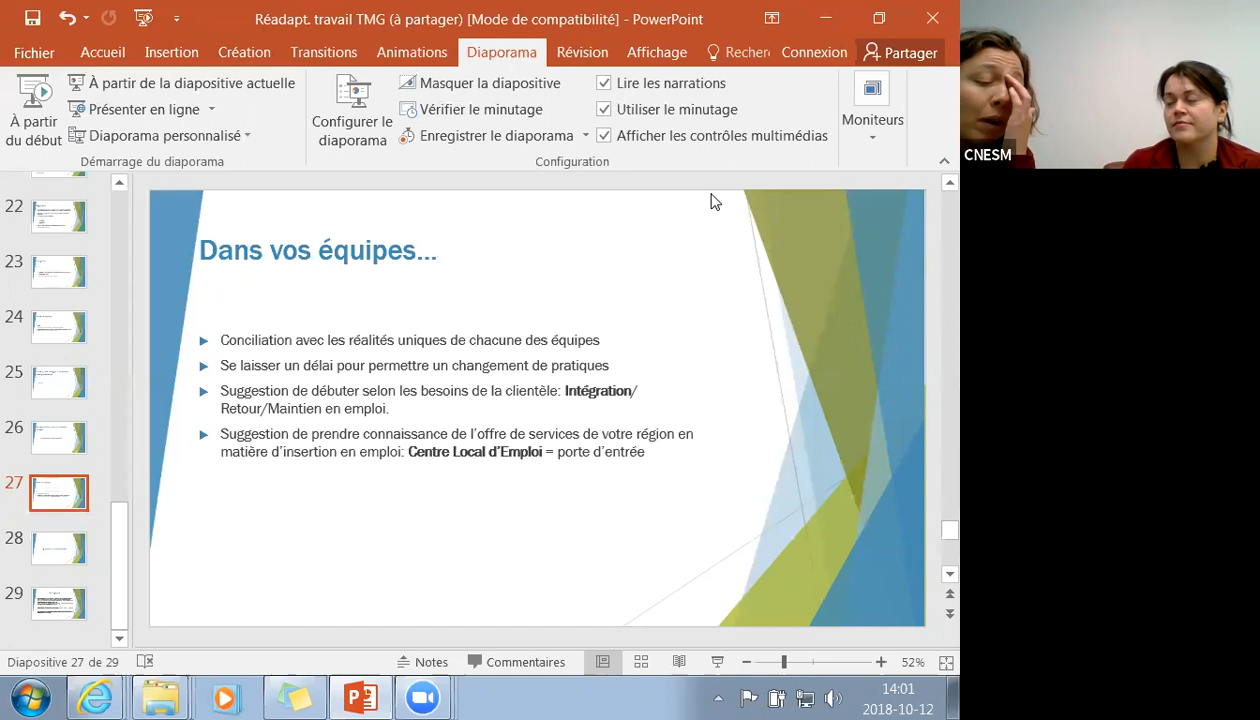 Réadapt. travail TMG (à partager) [Mode de compatibilité] - PowerPoint
Fichier Accueil Insertion Création Transitions Animations Diaporama Révision Affichage Recherc Connexion Partager
À partir du début
À partir de la diapositive actuelle
Présenter en ligne
Diaporama personnalisé
Démarrage du diaporama
Configurer le diaporama
Masquer la diapositive
Vérifier le minutage
Enregistrer le diaporama
Lire les narrations
Utiliser le minutage
Afficher les contrôles multimédias
Configuration
Moniteurs
CNESM
22
23
24
25
26
27
28
29
Dans vos équipes...
Conciliation avec les réalités uniques de chacune des équipes
Se laisser un délai pour permettre un changement de pratiques
Suggestion de débuter selon les besoins de la clientèle: Intégration/
Retour/Maintien en emploi.
Suggestion de prendre connaissance de l'offre de services de votre région en
matière d'insertion en emploi: Centre Local d'Emploi = porte d'entrée
Diapositive 27 de 29 Notes Commentaires 52%
14:01
2018-10-12